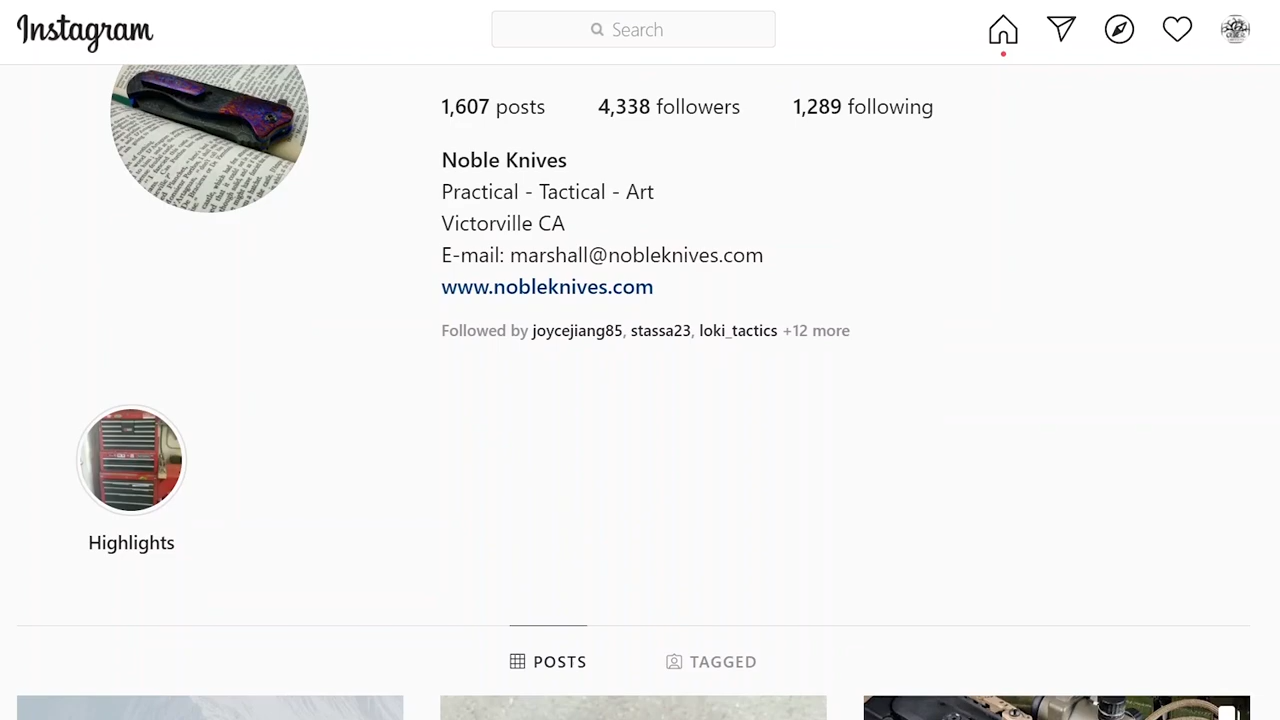 Instagram
Search
1,607 posts 4,338 followers 1,289 following
Noble Knives
Practical - Tactical - Art
Victorville CA
E-mail: marshall@nobleknives.com
www.nobleknives.com
Followed by joycejiang85, stassa23, loki_tactics +12 more
Highlights
POSTS TAGGED